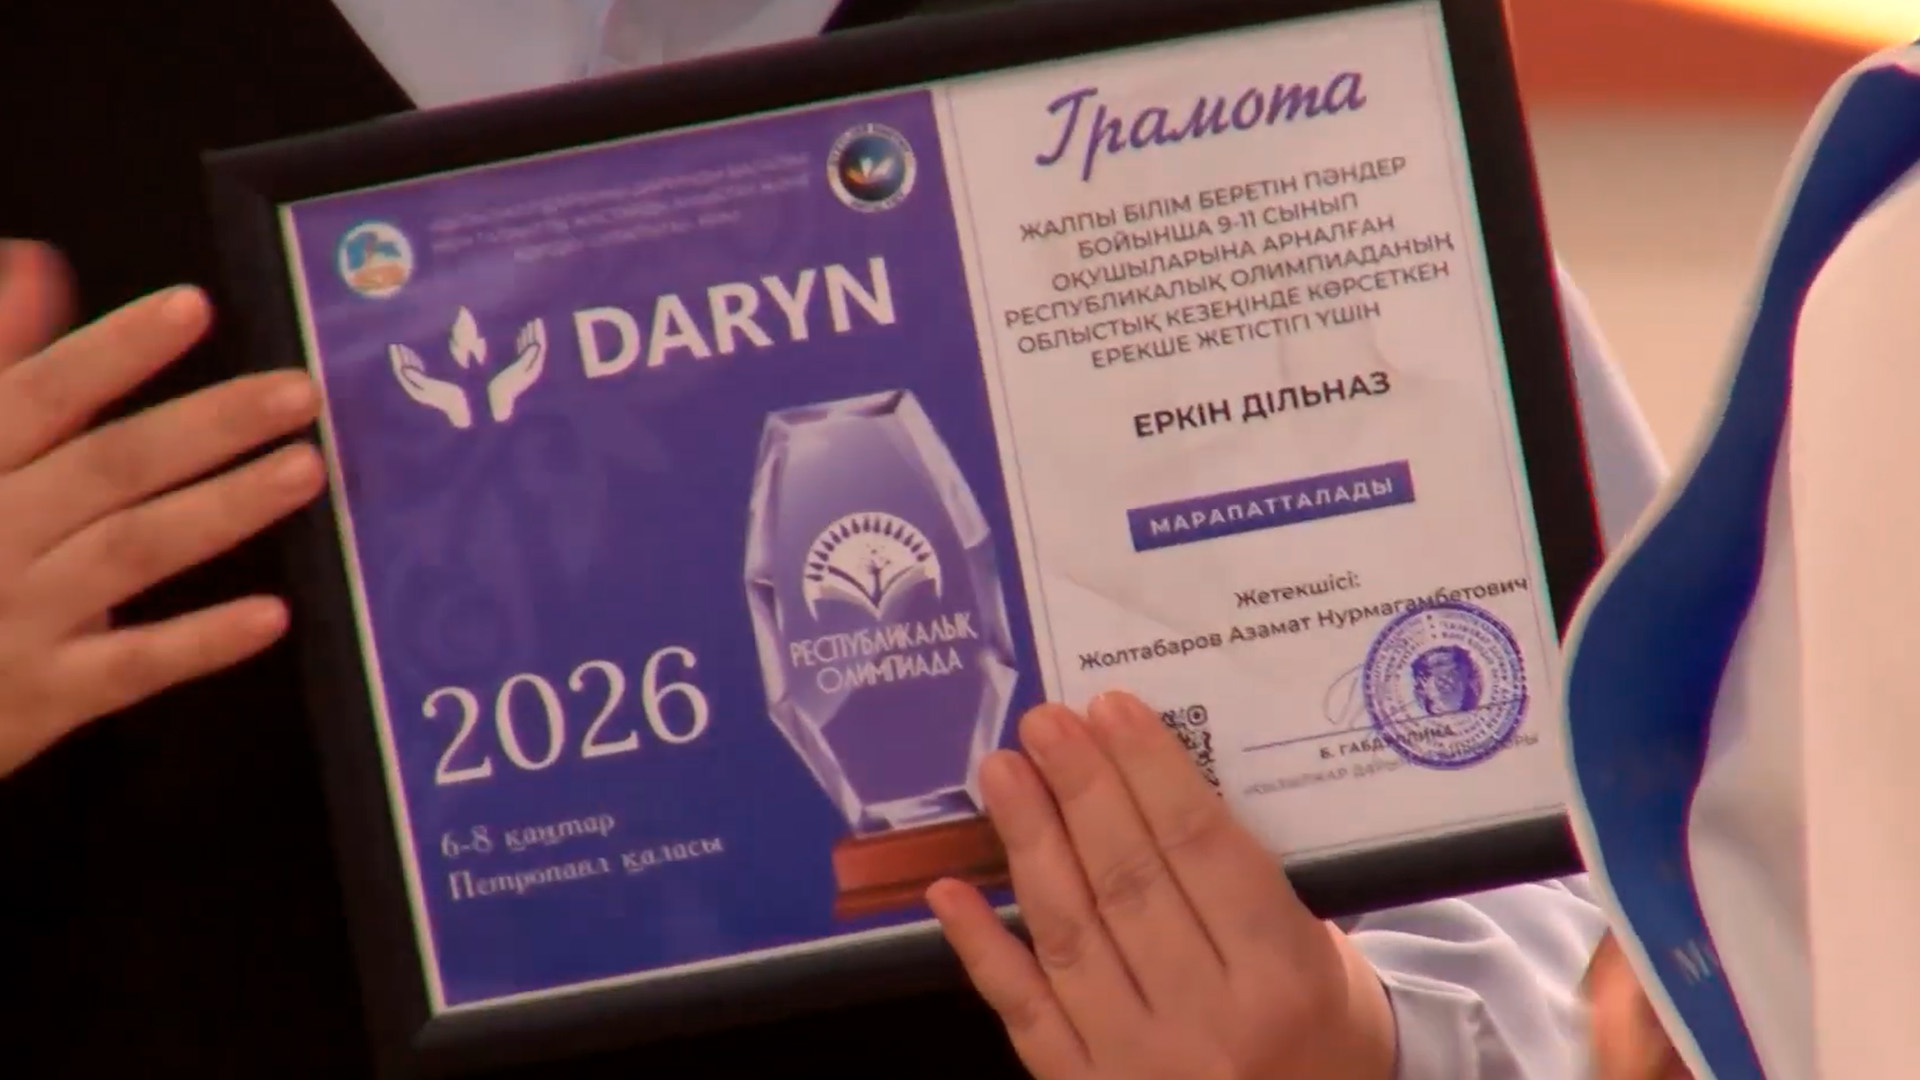 DARYN
РЕСПУБЛИКАЛЫҚ
ОЛИМПИАДА
2026
6-8 қаңтар
Петропавл қаласы
Грамота
ЖАЛПЫ БІЛІМ БЕРЕТІН ПӘНДЕР
БОЙЫНША 9-11 СЫНЫП
ОҚУШЫЛАРЫНА АРНАЛҒАН
РЕСПУБЛИКАЛЫҚ ОЛИМПИАДАНЫҢ
ОБЛЫСТЫҚ КЕЗЕҢІНДЕ КӨРСЕТКЕН
ЕРЕКШЕ ЖЕТІСТІГІ ҮШІН
ЕРКІН ДІЛЬНАЗ
МАРАПАТТАЛАДЫ
Жетекшісі:
Жолтабаров Азамат Нурмагамбетович
Б.